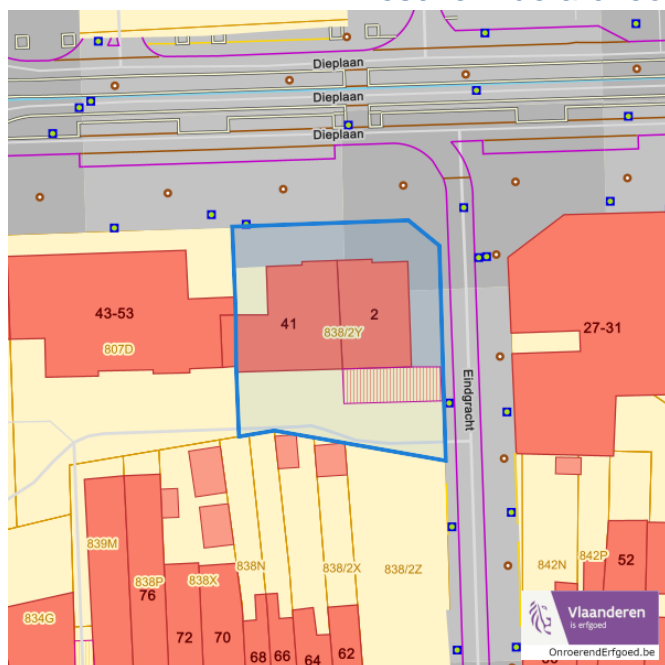 Dieplaan
Dieplaan
Dieplaan
43-53
807D
41
2
838/2Y
27-31
Eindgracht
839M
838P
76
838X
838N
838/2X
838/2Z
842N
842P
52
834G
72
70
68
66
64
62
Vlaanderen
is erfgoed
OnroerendErfgoed.be